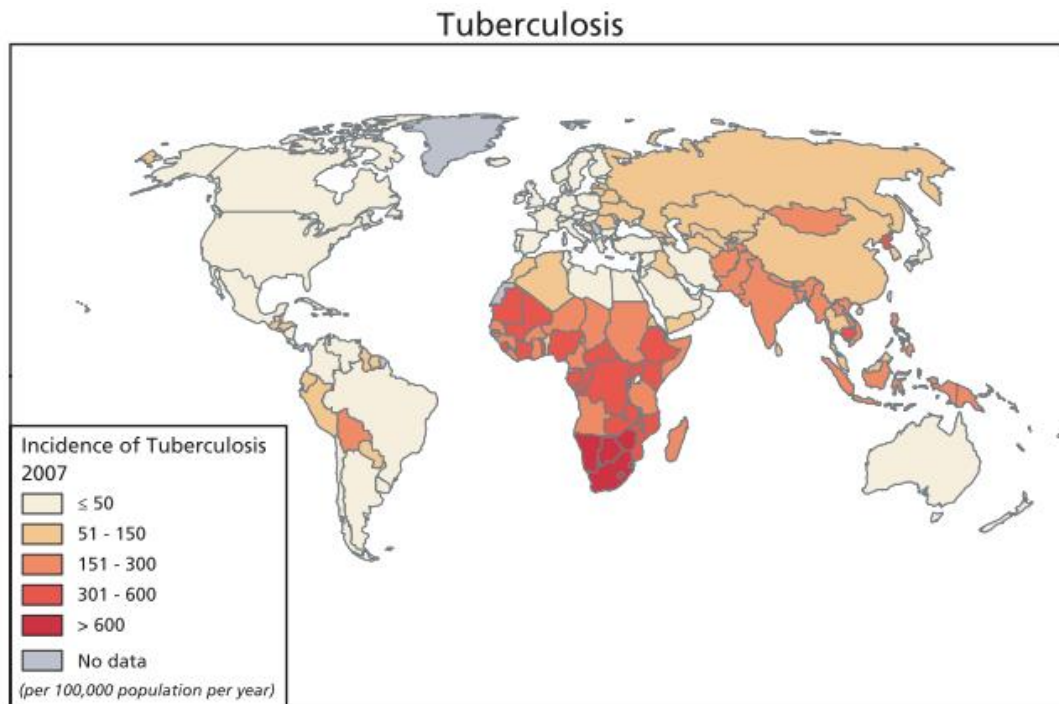 Tuberculosis
Incidence of Tuberculosis
2007
≤ 50
51 - 150
151 - 300
301 - 600
> 600
No data
(per 100,000 population per year)